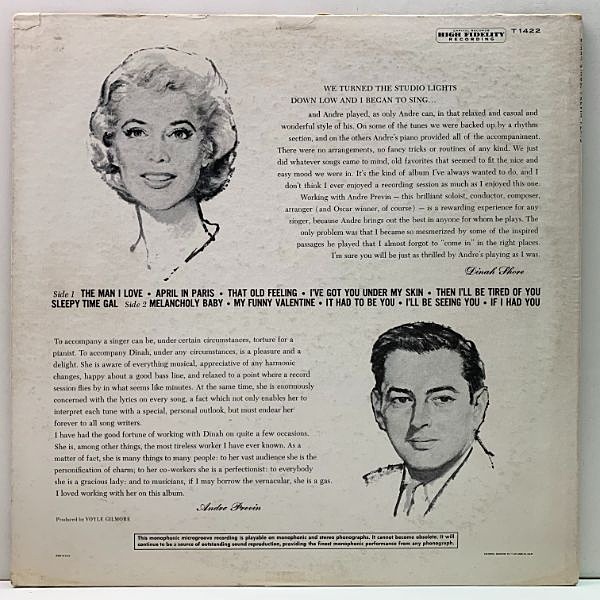 HIGH FIDELITY
RECORDING
T 1422
WE TURNED THE STUDIO LIGHTS
DOWN LOW AND I BEGAN TO SING...
and Andre played, as only Andre can, in that relaxed and casual and
wonderful style of his. On some of the tunes we were backed up by a rhythm
section, and on the others Andre's piano provided all of the accompaniment.
There were no arrangements, no fancy tricks or routines of any kind. We just
did whatever songs came to mind, old favorites that seemed to fit the nice and
easy mood we were in. It's the kind of album I've always wanted to do, and I
don't think I ever enjoyed a recording session as much as I enjoyed this one.
Working with Andre Previn — this brilliant soloist, conductor, composer,
arranger (and Oscar winner, of course) — is a rewarding experience for any
singer, because Andre brings out the best in anyone for whom he plays. The
only problem was that I became so mesmerized by some of the inspired
passages he played that I almost forgot to "come in" in the right places.
I'm sure you will be just as thrilled by Andre's playing as I was.
Dinah Shore
Side 1 THE MAN I LOVE • APRIL IN PARIS • THAT OLD FEELING • I'VE GOT YOU UNDER MY SKIN • THEN I'LL BE TIRED OF YOU
SLEEPY TIME GAL Side 2 MELANCHOLY BABY • MY FUNNY VALENTINE • IT HAD TO BE YOU • I'LL BE SEEING YOU • IF I HAD YOU
To accompany a singer can be, under certain circumstances, torture for a
pianist. To accompany Dinah, under any circumstances, is a pleasure and a
delight. She is aware of everything musical, appreciative of any harmonic
changes, happy about a good bass line, and relaxed to a point where a record
session flies by in what seems like minutes. At the same time, she is enormously
concerned with the lyrics on every song, a fact which not only enables her to
interpret each tune with a special, personal outlook, but must endear her
forever to all song writers.
I have had the good fortune of working with Dinah on quite a few occasions.
She is, among other things, the most tireless worker I have ever known. As a
matter of fact, she is many things to many people: to her vast audience she is the
personification of charm; to her co-workers she is a perfectionist; to everybody
she is a gracious lady; and to musicians, if I may borrow the vernacular, she is a gas.
I loved working with her on this album.
Andre Previn
Produced by VOYLE GILMORE
This monophonic microgroove recording is playable on monophonic and stereo phonographs. It cannot become obsolete. It will
continue to be a source of outstanding sound reproduction, providing the finest monophonic performance from any phonograph.